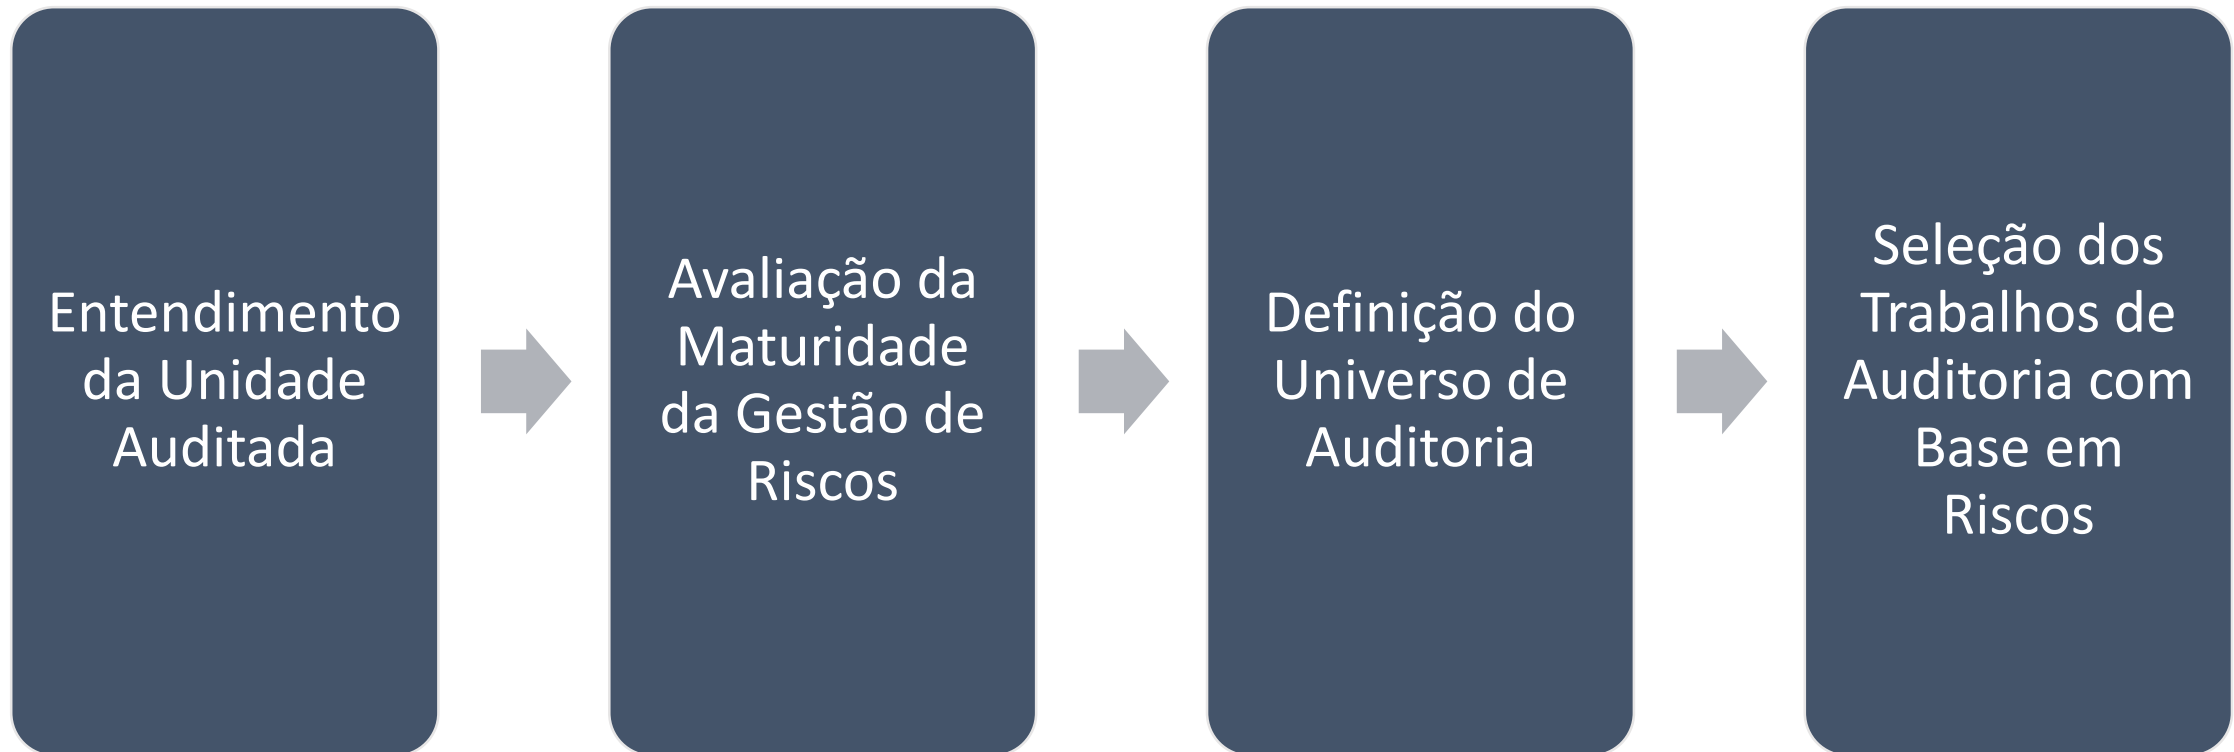 Entendimento
da Unidade
Auditada
Avaliação da
Maturidade
da Gestão de
Riscos
Definição do
Universo de
Auditoria
Seleção dos
Trabalhos de
Auditoria com
Base em
Riscos